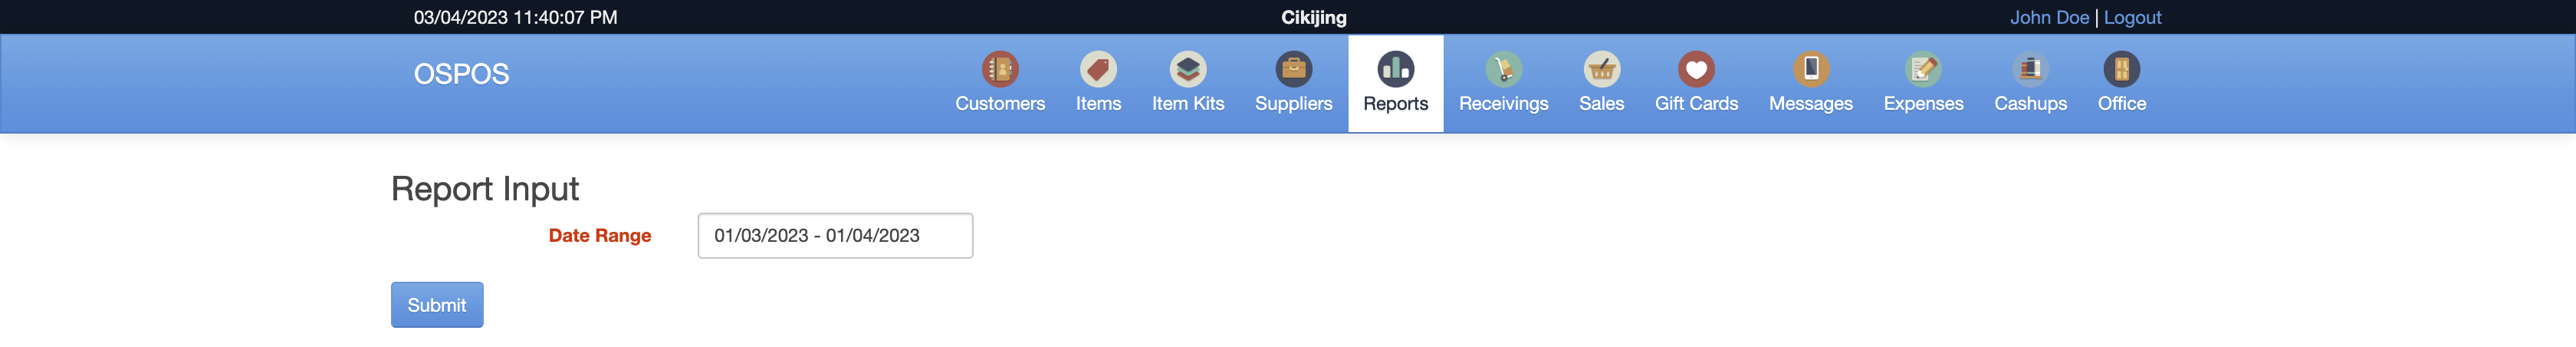 03/04/2023 11:40:07 PM
Cikijing
John Doe | Logout
OSPOS
Customers
Items
Item Kits
Suppliers
Reports
Receivings
Sales
Gift Cards
Messages
Expenses
Cashups
Office
Report Input
Date Range
01/03/2023 - 01/04/2023
Submit